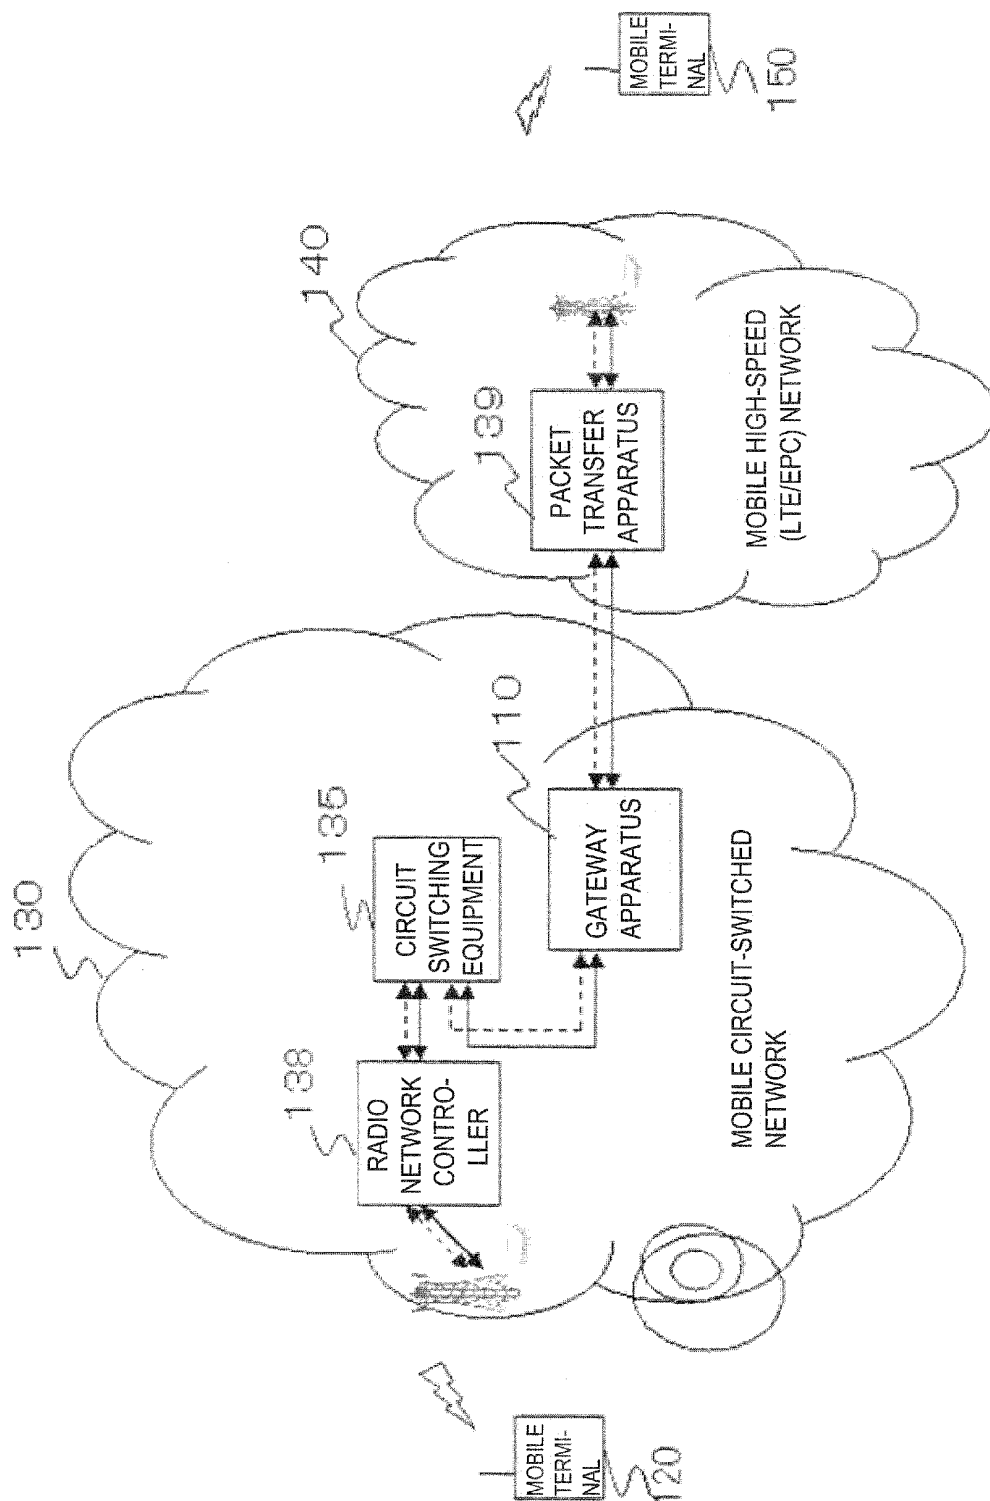 130
140
138
RADIO
NETWORK
CONTRO-
LLER
135
CIRCUIT
SWITCHING
EQUIPMENT
110
GATEWAY
APPARATUS
139
PACKET
TRANSFER
APPARATUS
MOBILE
TERMI-
NAL
120
MOBILE
TERMI-
NAL
150
MOBILE CIRCUIT-SWITCHED
NETWORK
MOBILE HIGH-SPEED
(LTE/EPC) NETWORK